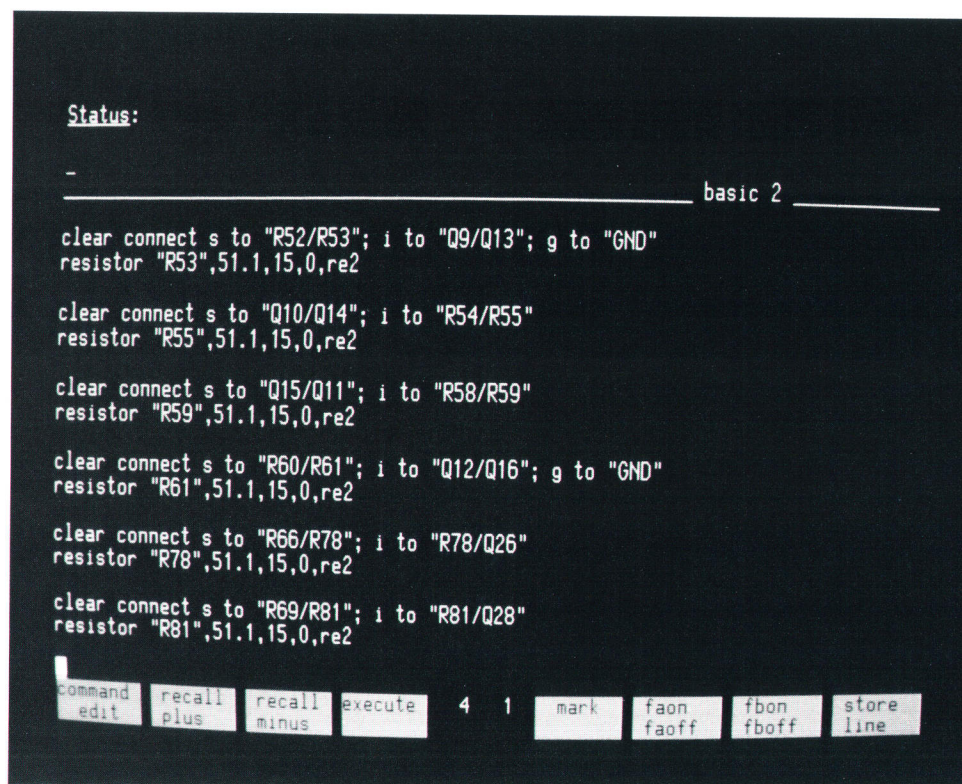 Status:
-
basic 2
clear connect s to "R52/R53"; i to "Q9/Q13"; g to "GND"
resistor "R53",51.1,15,0,re2
clear connect s to "Q10/Q14"; i to "R54/R55"
resistor "R55",51.1,15,0,re2
clear connect s to "Q15/Q11"; i to "R58/R59"
resistor "R59",51.1,15,0,re2
clear connect s to "R60/R61"; i to "Q12/Q16"; g to "GND"
resistor "R61",51.1,15,0,re2
clear connect s to "R66/R78"; i to "R78/Q26"
resistor "R78",51.1,15,0,re2
clear connect s to "R69/R81"; i to "R81/Q28"
resistor "R81",51.1,15,0,re2
command recall recall execute 4 1 mark faon fbon store
edit plus minus faoff fboff line